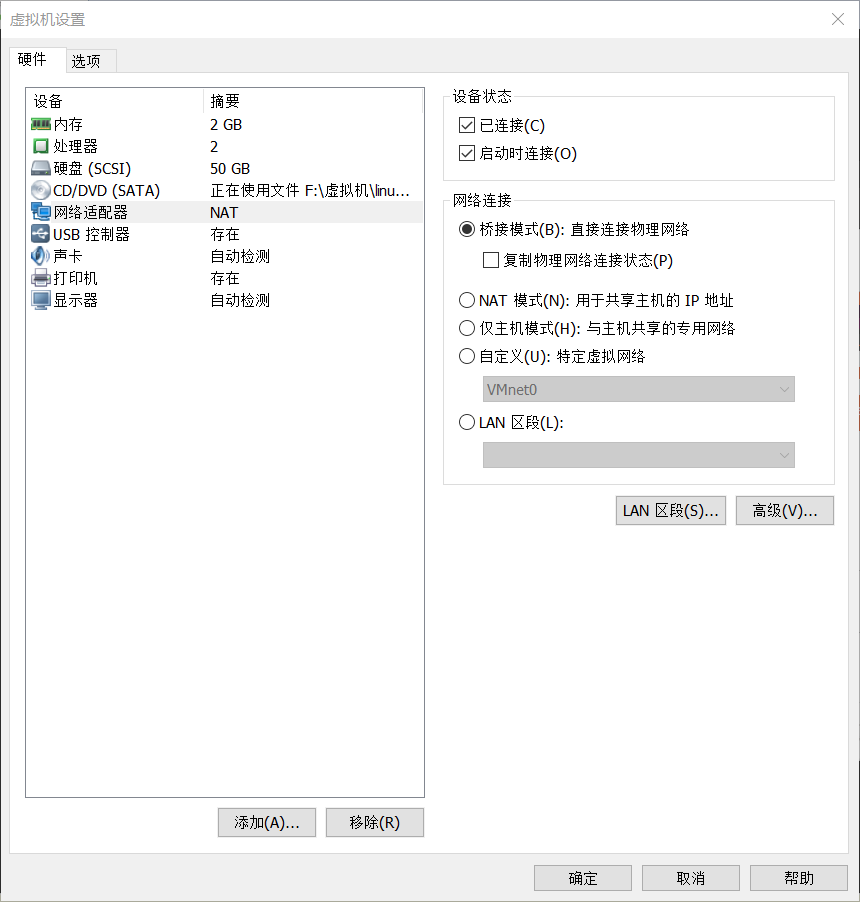 虚拟机设置
硬件 选项
设备 摘要
内存 2 GB
处理器 2
硬盘 (SCSI) 50 GB
CD/DVD (SATA) 正在使用文件 F:\虚拟机\linu...
网络适配器 NAT
USB 控制器 存在
声卡 自动检测
打印机 存在
显示器 自动检测
添加(A)... 移除(R)
设备状态
已连接(C)
启动时连接(O)
网络连接
桥接模式(B): 直接连接物理网络
复制物理网络连接状态(P)
NAT 模式(N): 用于共享主机的 IP 地址
仅主机模式(H): 与主机共享的专用网络
自定义(U): 特定虚拟网络
VMnet0
LAN 区段(L):
LAN 区段(S)... 高级(V)...
确定 取消 帮助